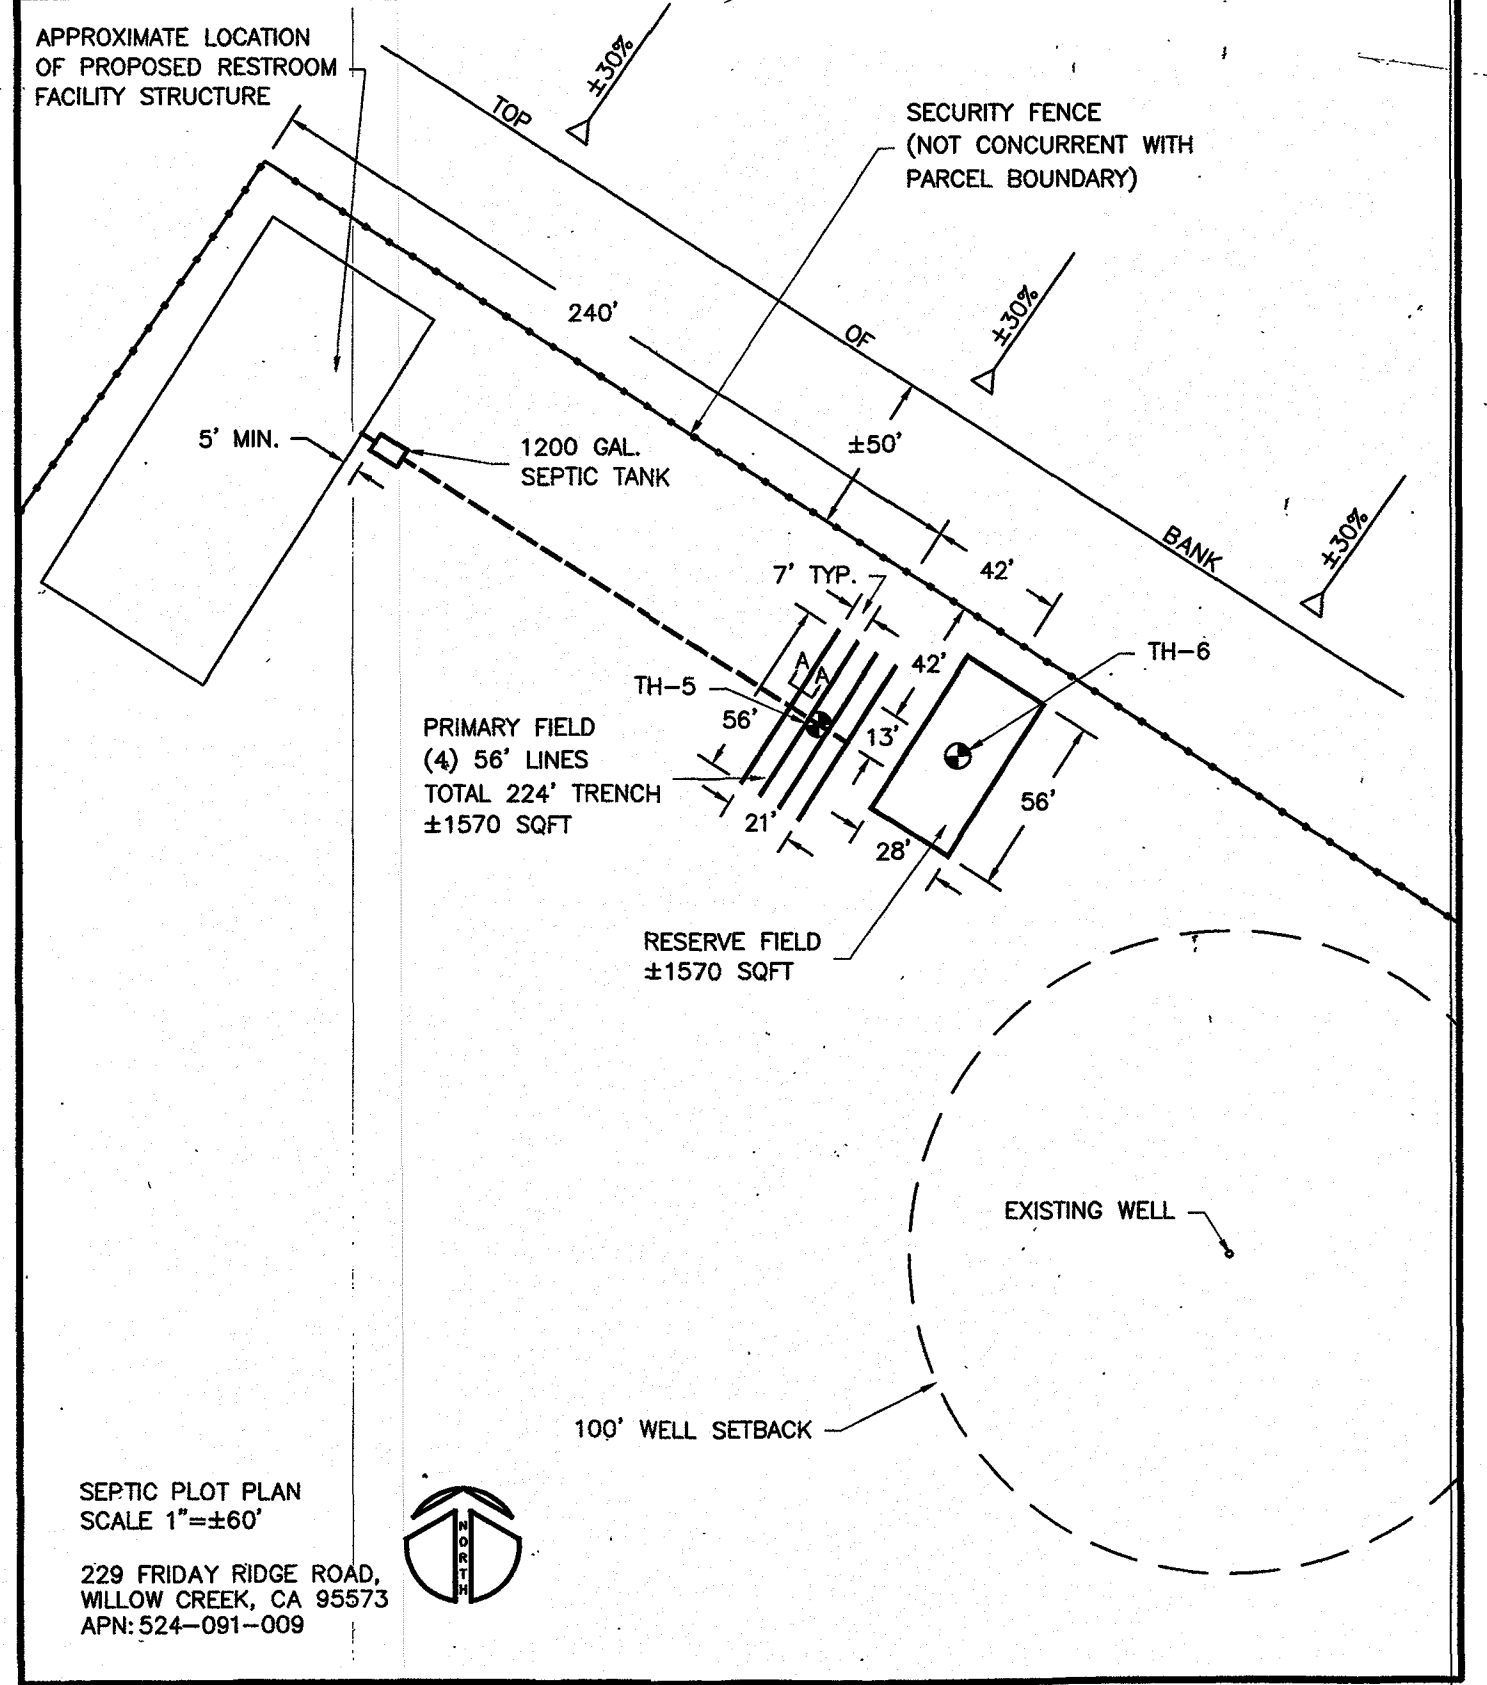 APPROXIMATE LOCATION
OF PROPOSED RESTROOM
FACILITY STRUCTURE
±30%
TOP
SECURITY FENCE
(NOT CONCURRENT WITH
PARCEL BOUNDARY)
240'
OF
±30%
5' MIN.
1200 GAL.
SEPTIC TANK
±50'
BANK
±30%
7' TYP.
42'
A
A
42'
TH-6
TH-5
56'
13'
PRIMARY FIELD
(4) 56' LINES
TOTAL 224' TRENCH
±1570 SQFT
21'
28'
56'
RESERVE FIELD
±1570 SQFT
EXISTING WELL
100' WELL SETBACK
SEPTIC PLOT PLAN
SCALE 1"=±60'
NORTH
229 FRIDAY RIDGE ROAD,
WILLOW CREEK, CA 95573
APN: 524-091-009